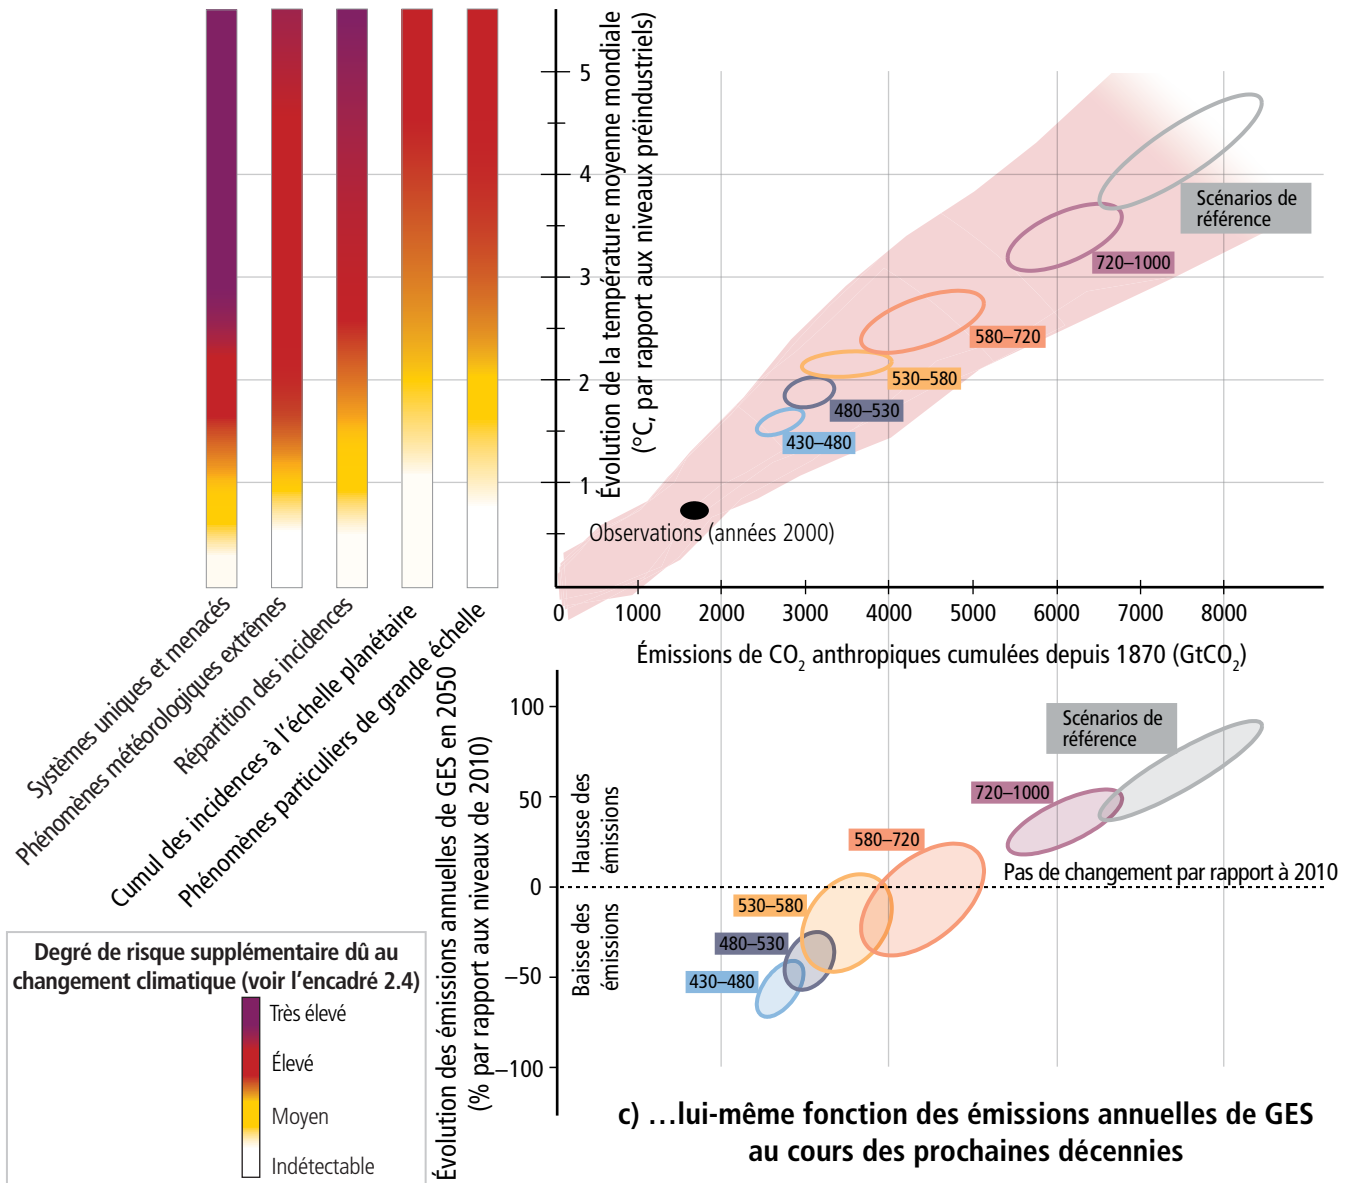 Évolution de la température moyenne mondiale
(°C, par rapport aux niveaux préindustriels)
5
4
3
2
1
Scénarios de
référence
720–1000
580–720
530–580
480–530
430–480
Observations (années 2000)
0 1000 2000 3000 4000 5000 6000 7000 8000
Émissions de CO2 anthropiques cumulées depuis 1870 (GtCO2)
Systèmes uniques et menacés
Phénomènes météorologiques extrêmes
Répartition des incidences
Cumul des incidences à l’échelle planétaire
Phénomènes particuliers de grande échelle
Évolution des émissions annuelles de GES en 2050
(% par rapport aux niveaux de 2010)
100
50
0
–50
–100
Hausse des
émissions
Baisse des
émissions
Scénarios de
référence
720–1000
580–720
Pas de changement par rapport à 2010
530–580
480–530
430–480
Degré de risque supplémentaire dû au
changement climatique (voir l’encadré 2.4)
Très élevé
Élevé
Moyen
Indétectable
c) …lui-même fonction des émissions annuelles de GES
au cours des prochaines décennies